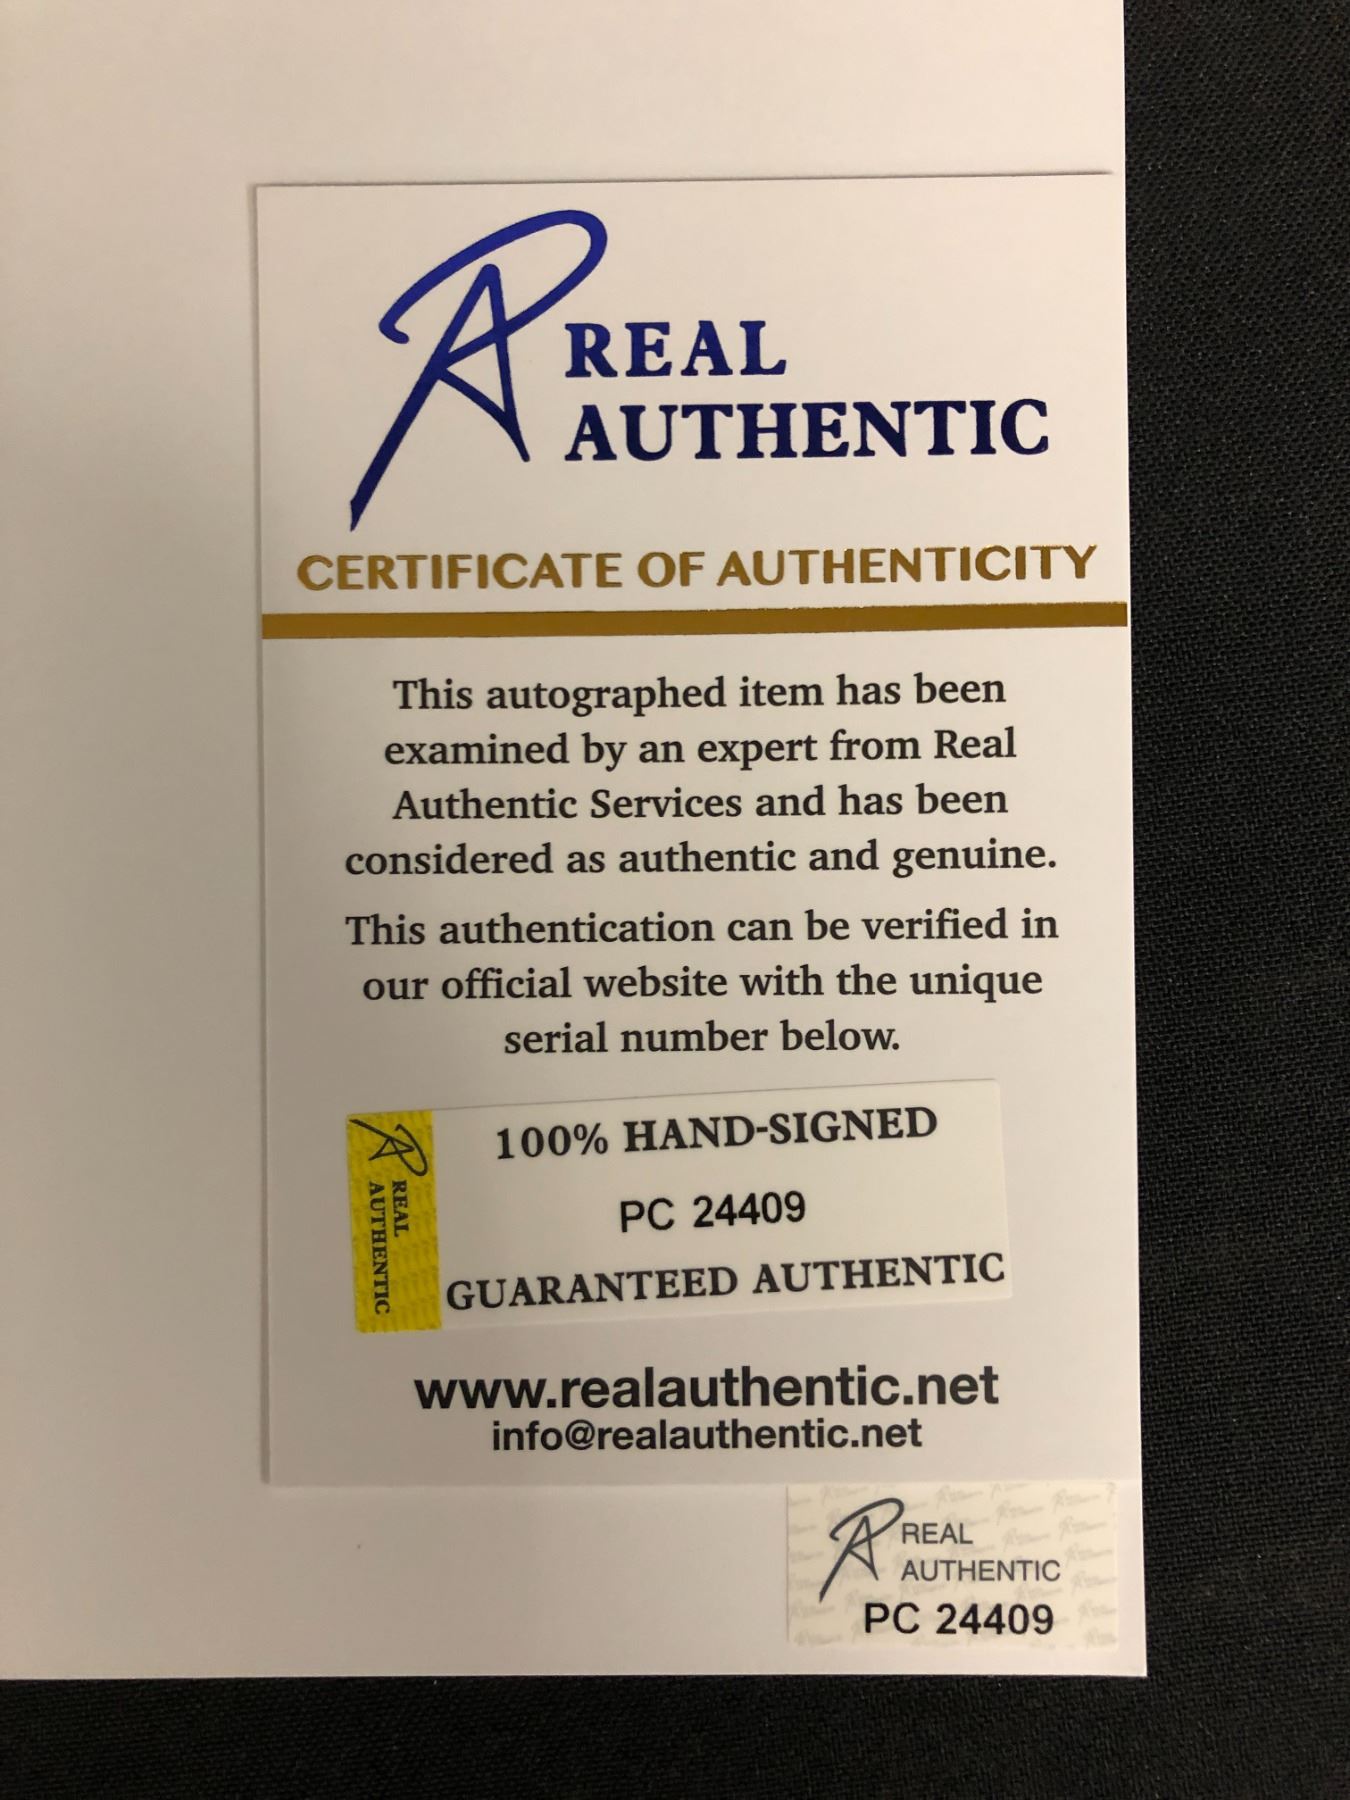 REAL
AUTHENTIC
CERTIFICATE OF AUTHENTICITY
This autographed item has been
examined by an expert from Real
Authentic Services and has been
considered as authentic and genuine.
This authentication can be verified in
our official website with the unique
serial number below.
REAL
AUTHENTIC
100% HAND-SIGNED
PC 24409
GUARANTEED AUTHENTIC
www.realauthentic.net
info@realauthentic.net
REAL
AUTHENTIC
PC 24409